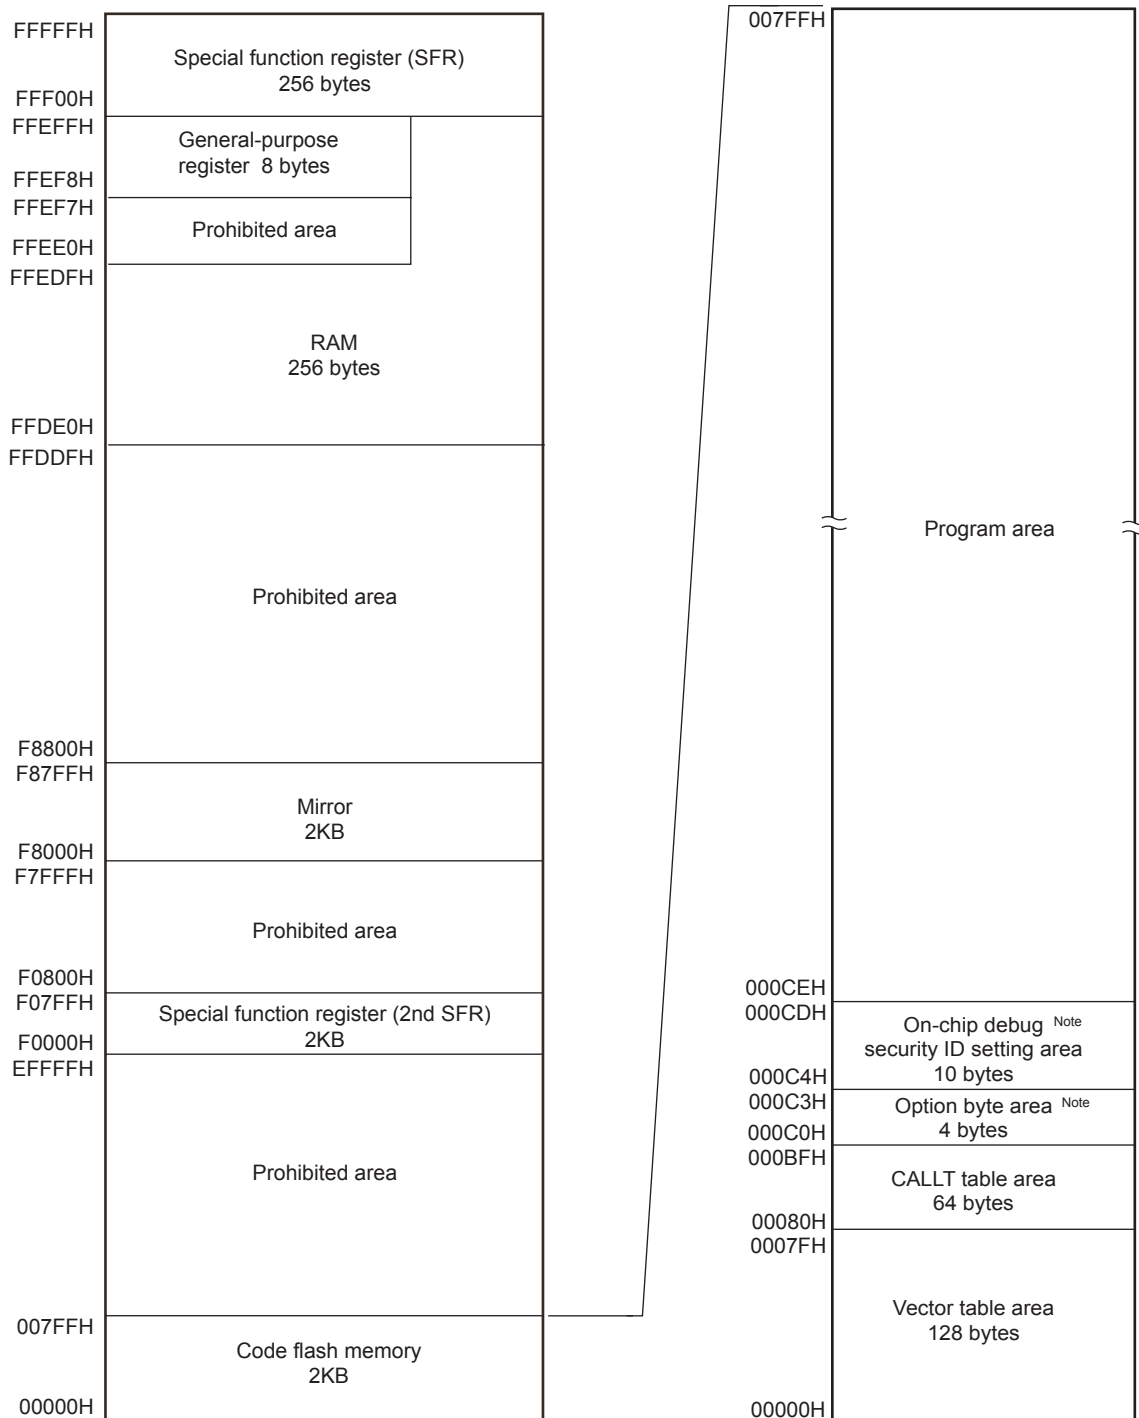 FFFFFH
Special function register (SFR)
256 bytes
FFF00H
FFEFFH
General-purpose
register 8 bytes
FFEF8H
FFEF7H
Prohibited area
FFEE0H
FFEDFH
RAM
256 bytes
FFDE0H
FFDDFH
Prohibited area
F8800H
F87FFH
Mirror
2KB
F8000H
F7FFFH
Prohibited area
F0800H
F07FFH
Special function register (2nd SFR)
2KB
F0000H
EFFFFH
Prohibited area
007FFH
Code flash memory
2KB
00000H
007FFH
Program area
000CEH
000CDH
On-chip debug Note
security ID setting area
10 bytes
000C4H
000C3H
Option byte area Note
4 bytes
000C0H
000BFH
CALLT table area
64 bytes
00080H
0007FH
Vector table area
128 bytes
00000H